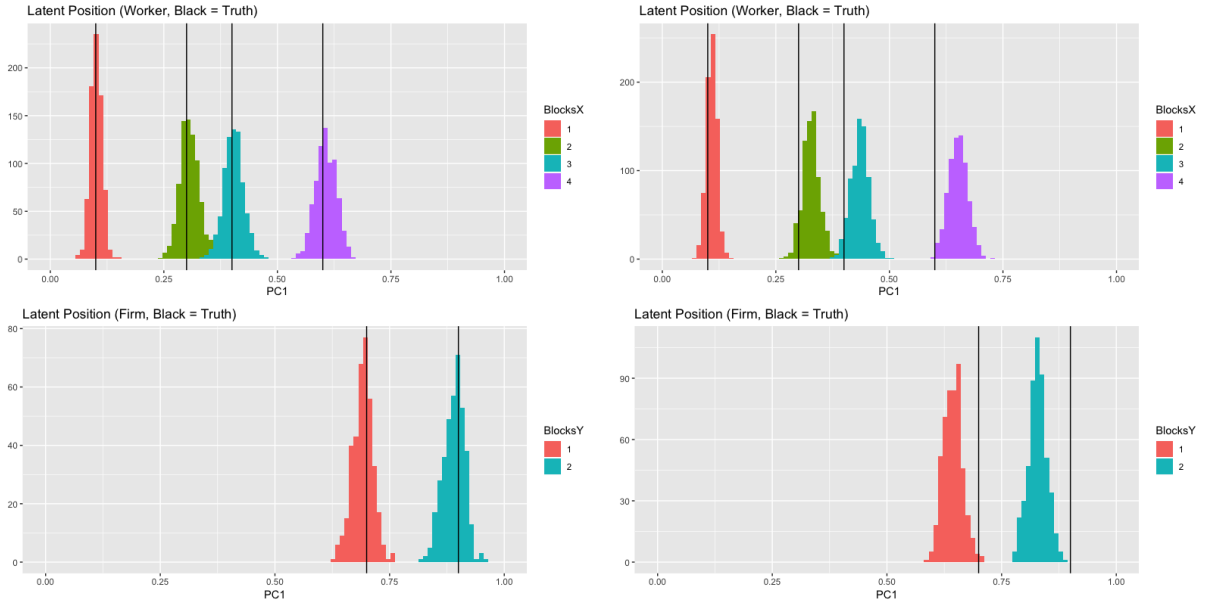 Latent Position (Worker, Black = Truth)
200
150
100
50
0
0.00 0.25 0.50 0.75 1.00
PC1
BlocksX
1
2
3
4
Latent Position (Worker, Black = Truth)
200
100
0
0.00 0.25 0.50 0.75 1.00
PC1
BlocksX
1
2
3
4
Latent Position (Firm, Black = Truth)
80
60
40
20
0
0.00 0.25 0.50 0.75 1.00
PC1
BlocksY
1
2
Latent Position (Firm, Black = Truth)
90
60
30
0
0.00 0.25 0.50 0.75 1.00
PC1
BlocksY
1
2